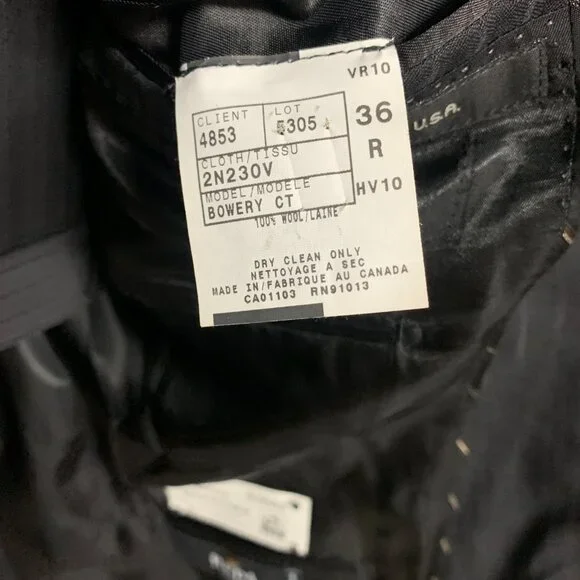 VR10
CLIENT LOT 36
4853 5305
CLOTH/TISSU R
2N230V
MODEL/MODELE HV10
BOWERY CT
100% WOOL/LAINE
DRY CLEAN ONLY
NETTOYAGE A SEC
MADE IN/FABRIQUE AU CANADA
CA01103 RN91013
U.S.A.